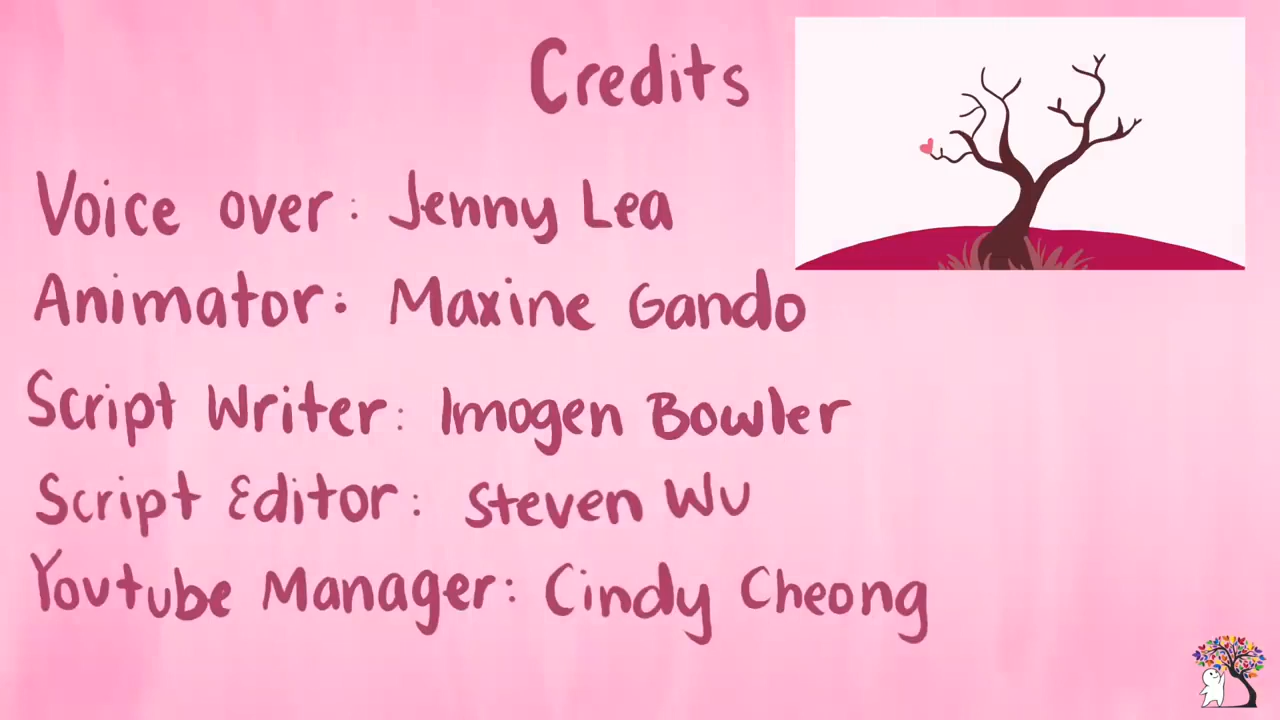 Credits
Voice over: Jenny Lea
Animator: Maxine Gando
Script Writer: Imogen Bowler
Script Editor: Steven Wu
Youtube Manager: Cindy Cheong